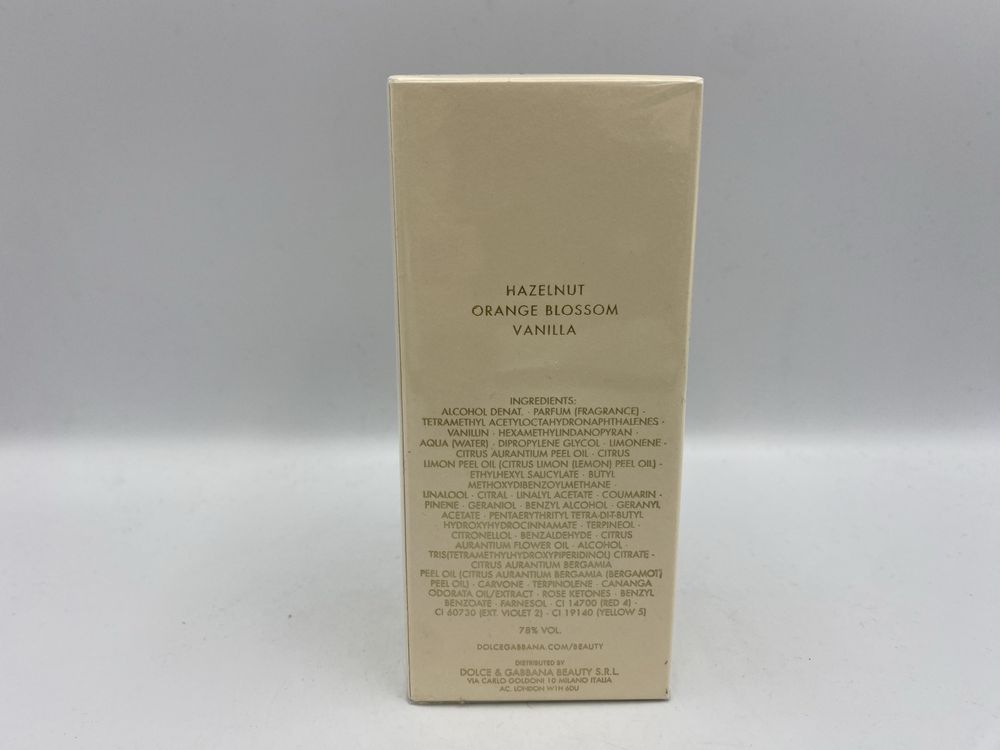 HAZELNUT
ORANGE BLOSSOM
VANILLA
INGREDIENTS:
ALCOHOL DENAT. · PARFUM (FRAGRANCE) ·
TETRAMETHYL ACETYLOCTAHYDRONAPHTHALENES ·
VANILLIN · HEXAMETHYLINDANOPYRAN ·
AQUA (WATER) · DIPROPYLENE GLYCOL · LIMONENE ·
CITRUS AURANTIUM PEEL OIL · CITRUS
LIMON PEEL OIL (CITRUS LIMON (LEMON) PEEL OIL) ·
ETHYLHEXYL SALICYLATE · BUTYL
METHOXYDIBENZOYLMETHANE ·
LINALOOL · CITRAL · LINALYL ACETATE · COUMARIN ·
PINENE · GERANIOL · BENZYL ALCOHOL · GERANYL
ACETATE · PENTAERYTHRITYL TETRA-DI-T-BUTYL
HYDROXYHYDROCINNAMATE · TERPINEOL ·
CITRONELLOL · BENZALDEHYDE · CITRUS
AURANTIUM FLOWER OIL · ALCOHOL ·
TRIS(TETRAMETHYLHYDROXYPIPERIDINOL) CITRATE ·
CITRUS AURANTIUM BERGAMIA
PEEL OIL (CITRUS AURANTIUM BERGAMIA (BERGAMOT)
PEEL OIL) · CARVONE · TERPINOLENE · CANANGA
ODORATA OIL/EXTRACT · ROSE KETONES · BENZYL
BENZOATE · FARNESOL · CI 14700 (RED 4) ·
CI 60730 (EXT. VIOLET 2) · CI 19140 (YELLOW 5)
78% VOL.
DOLCEGABBANA.COM/BEAUTY
DISTRIBUTED BY
DOLCE & GABBANA BEAUTY S.R.L.
VIA CARLO GOLDONI 10 MILANO ITALIA
AC. LONDON W1H 6DU